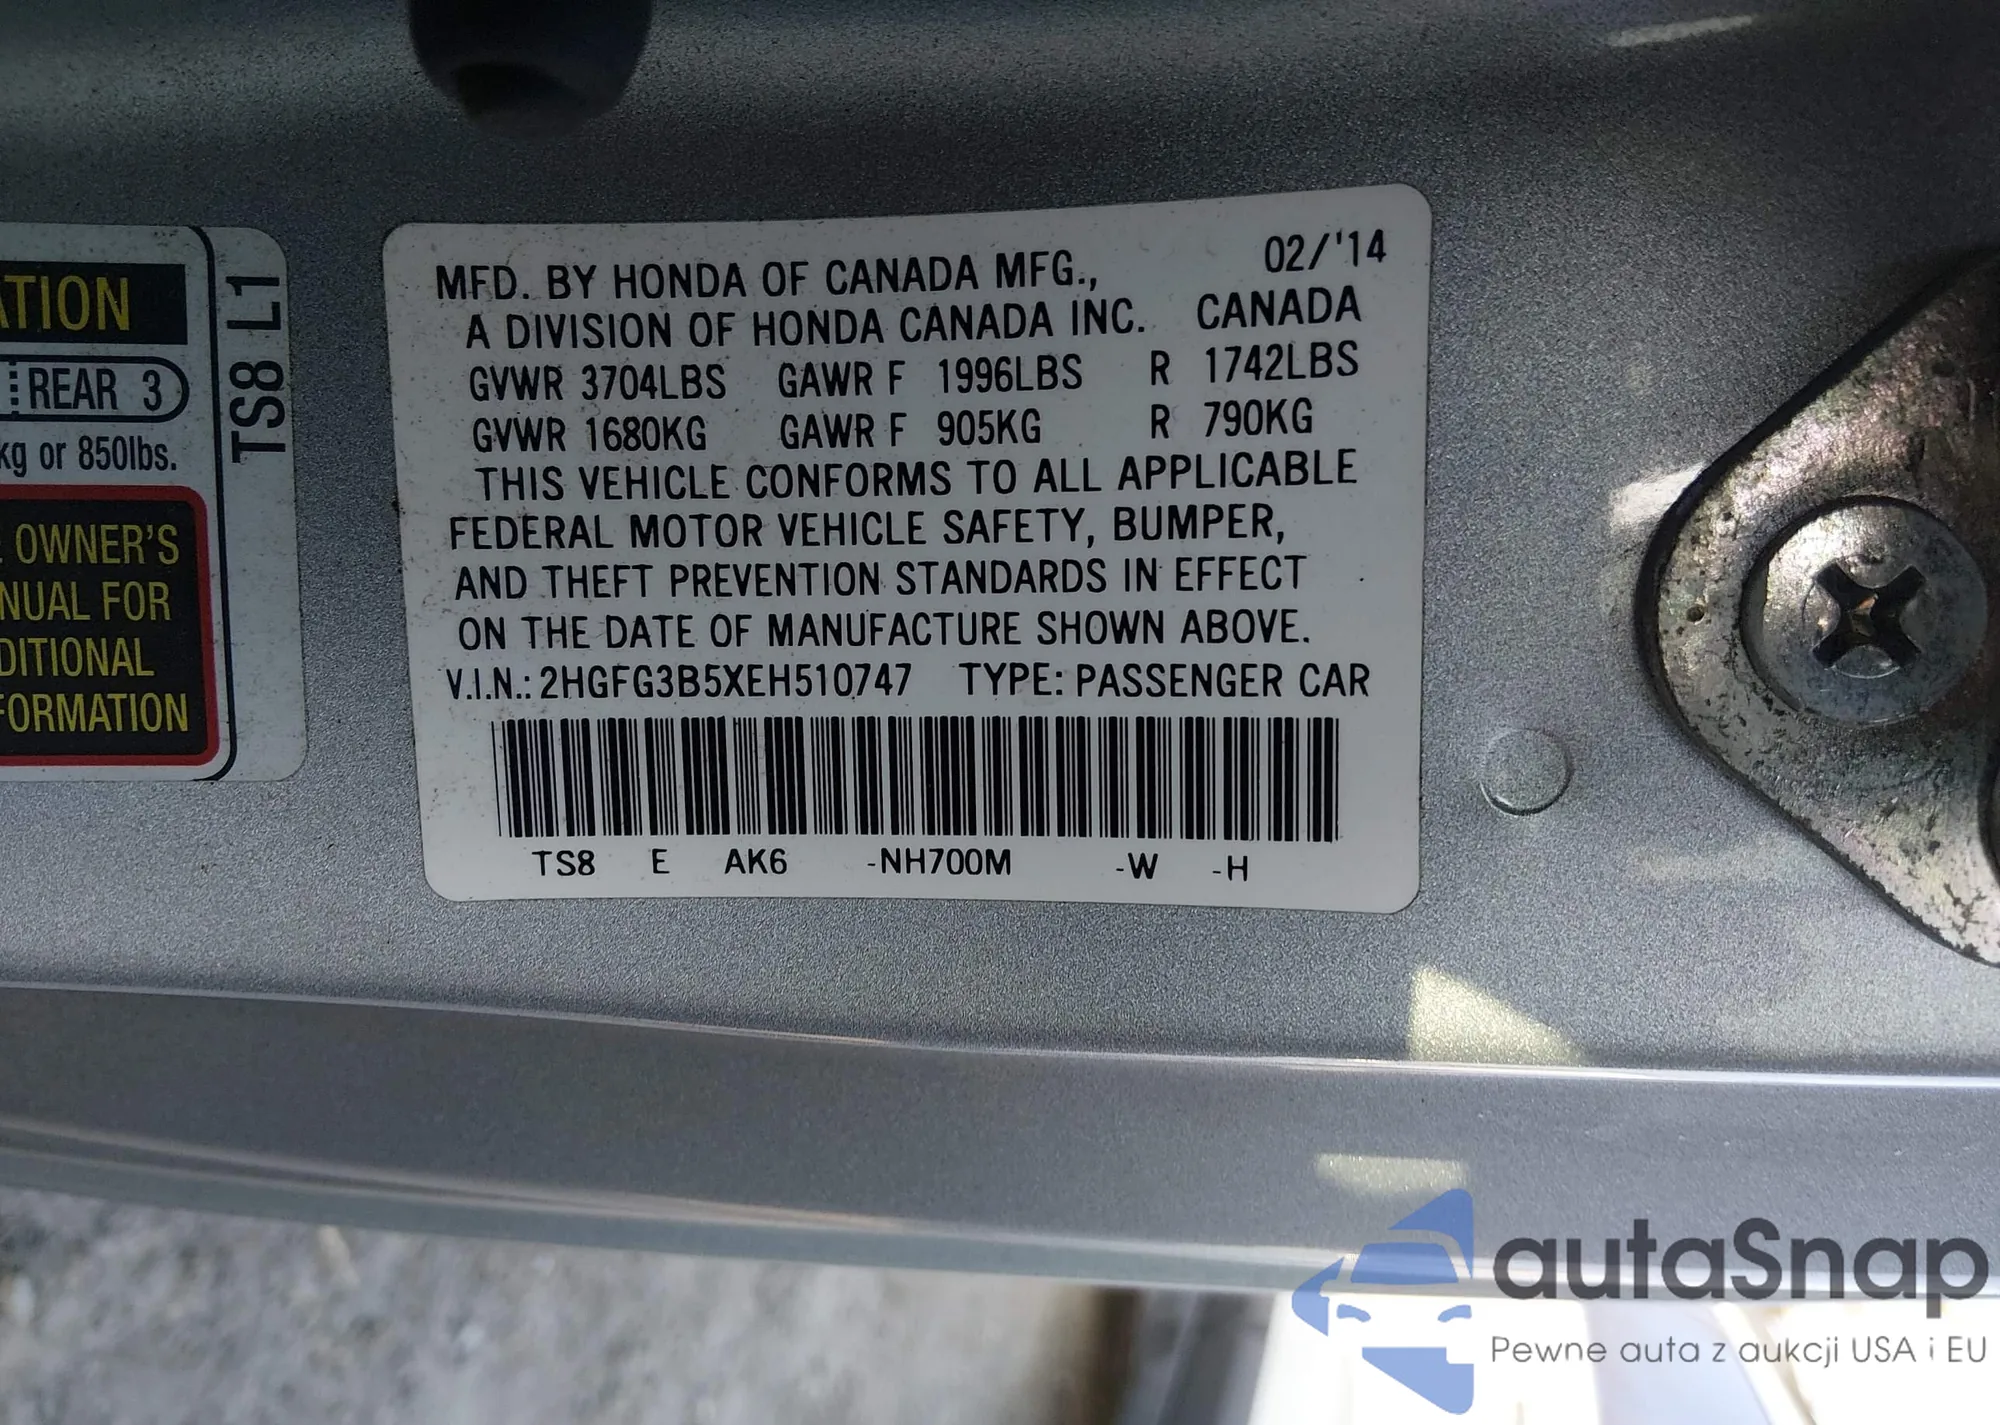 ATION
REAR 3
kg or 850lbs.
OWNER'S
NUAL FOR
DITIONAL
FORMATION
TS8 L1
MFD. BY HONDA OF CANADA MFG., 02/'14
A DIVISION OF HONDA CANADA INC. CANADA
GVWR 3704LBS GAWR F 1996LBS R 1742LBS
GVWR 1680KG GAWR F 905KG R 790KG
THIS VEHICLE CONFORMS TO ALL APPLICABLE
FEDERAL MOTOR VEHICLE SAFETY, BUMPER,
AND THEFT PREVENTION STANDARDS IN EFFECT
ON THE DATE OF MANUFACTURE SHOWN ABOVE.
V.I.N.: 2HGFG3B5XEH510747 TYPE: PASSENGER CAR
TS8 E AK6 -NH700M -W -H
autaSnap
Pewne auta z aukcji USA i EU